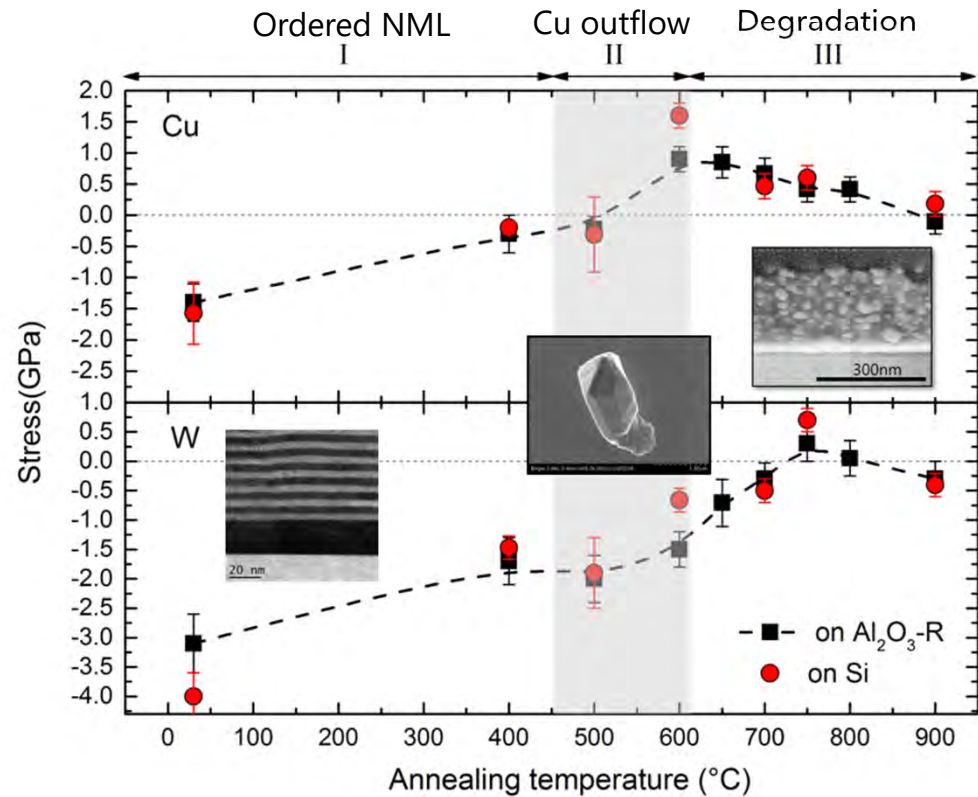 Ordered NML
Cu outflow
Degradation
I
II
III
2.0
Cu
1.5
1.0
0.5
0.0
-0.5
-1.0
-1.5
-2.0
-2.5
300nm
1.0
W
0.5
0.0
-0.5
-1.0
-1.5
-2.0
-2.5
-3.0
-3.5
-4.0
20 nm
Stress(GPa)
on Al₂O₃-R
on Si
0 100 200 300 400 500 600 700 800 900
Annealing temperature (°C)